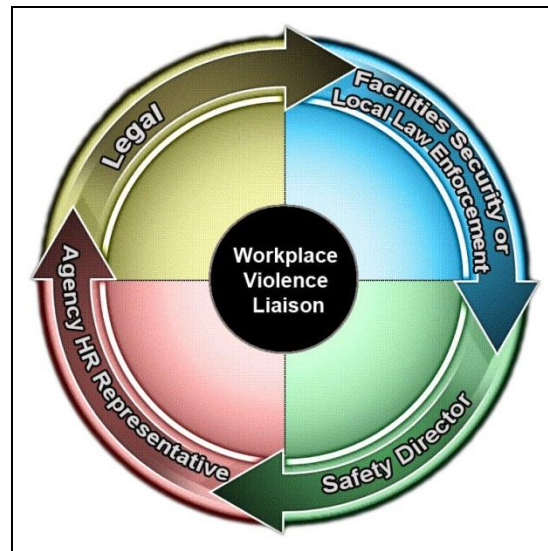 Legal
Facilities Security or
Local Law Enforcement
Workplace
Violence
Liaison
Agency HR Representative
Safety Director